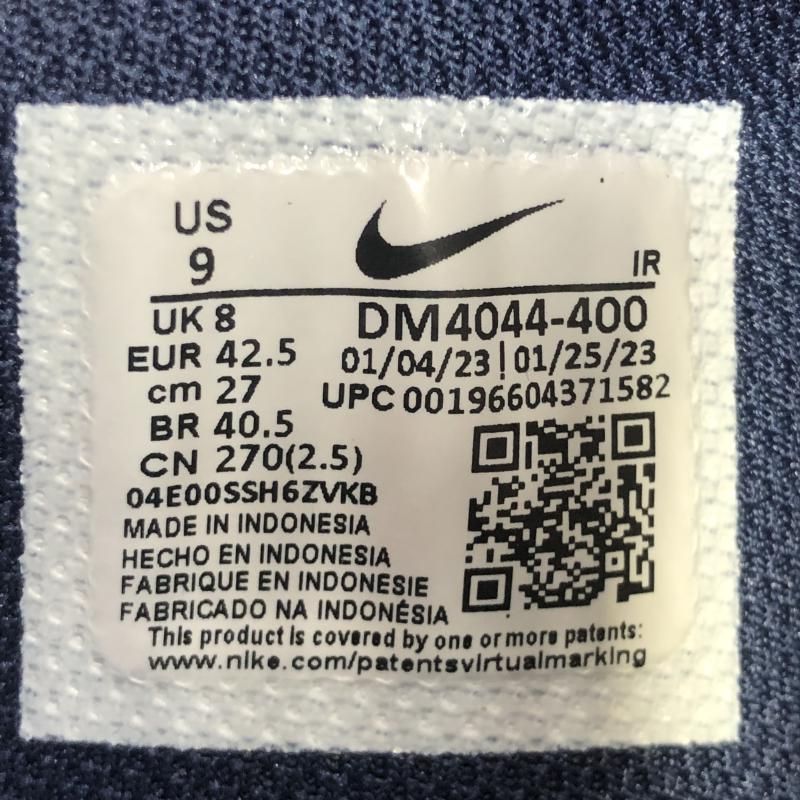 US
9
IR
UK 8
DM4044-400
EUR 42.5
01/04/23|01/25/23
cm 27
UPC 00196604371582
BR 40.5
CN 270(2.5)
04E00SSH6ZVKB
MADE IN INDONESIA
HECHO EN INDONESIA
FABRIQUE EN INDONESIE
FABRICADO NA INDONÉSIA
This product is covered by one or more patents:
www.nike.com/patentsvirtualmarking